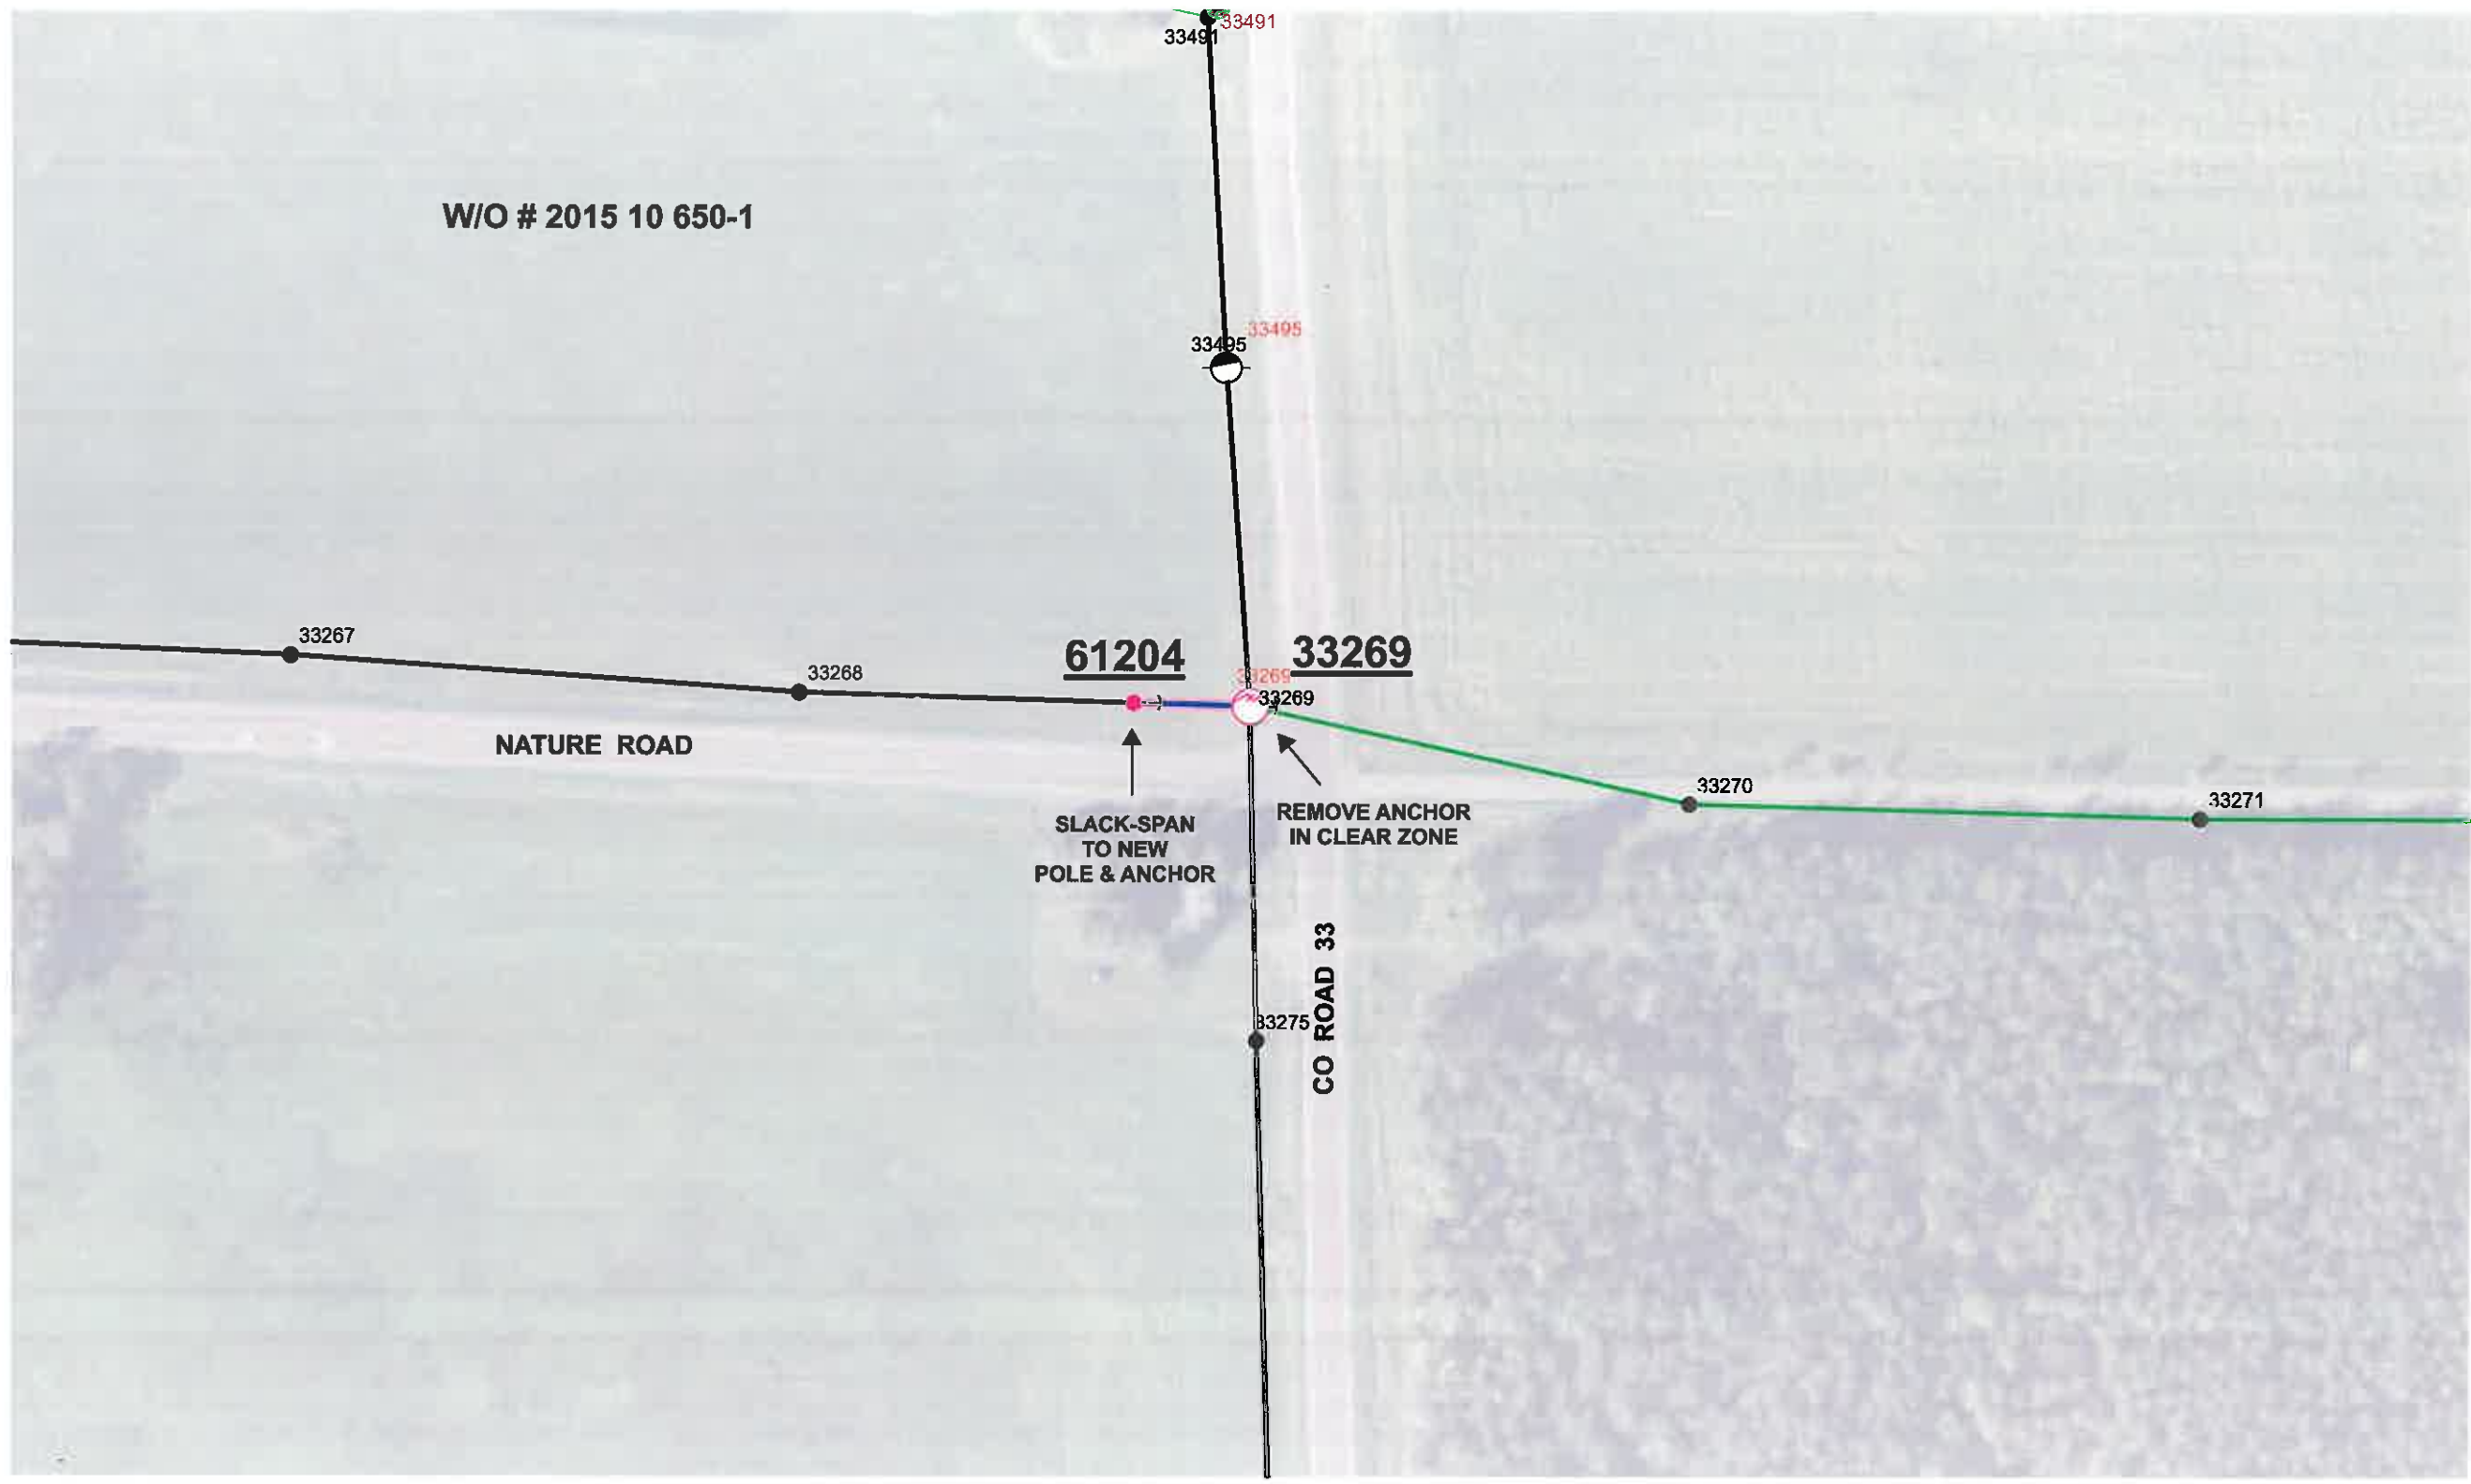 33491
33491
W/O # 2015 10 650-1
33495
33495
33267
33268
61204
33269
33269
33269
NATURE ROAD
SLACK-SPAN
TO NEW
POLE & ANCHOR
REMOVE ANCHOR
IN CLEAR ZONE
33270
33271
33275
CO ROAD 33